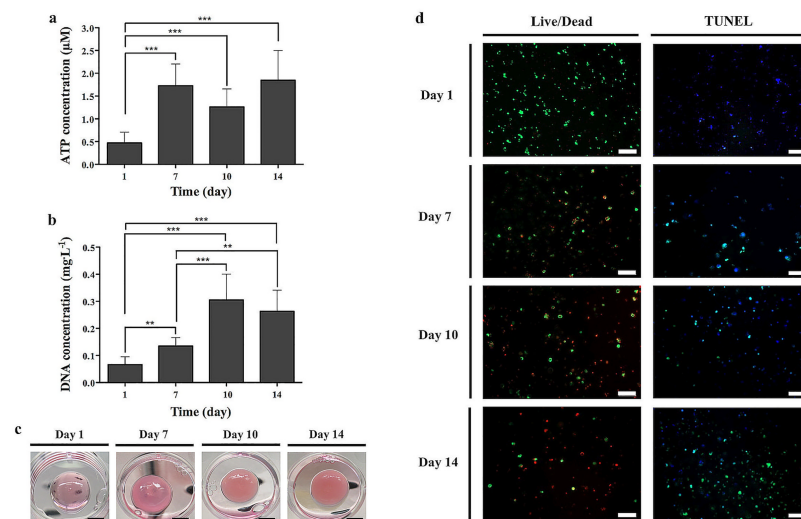 a
ATP concentration (µM)
3.0
2.5
2.0
1.5
1.0
0.5
0.0
***
***
***
1 7 10 14
Time (day)
b
DNA concentration (mg·L⁻¹)
0.5
0.4
0.3
0.2
0.1
0.0
***
***
**
***
**
1 7 10 14
Time (day)
c
Day 1 Day 7 Day 10 Day 14
d
Live/Dead TUNEL
Day 1
Day 7
Day 10
Day 14